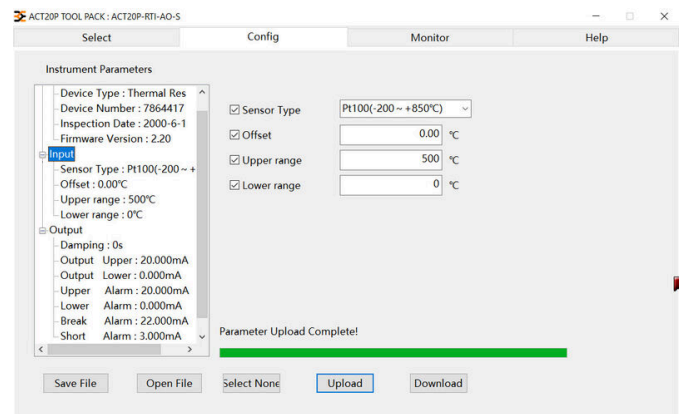 ACT20P TOOL PACK : ACT20P-RTI-AO-S
Select Config Monitor Help
Instrument Parameters
Device Type : Thermal Res
Device Number : 7864417
Inspection Date : 2000-6-1
Firmware Version : 2.20
Input
Sensor Type : Pt100(-200 ~ +
Offset : 0.00℃
Upper range : 500℃
Lower range : 0℃
Output
Damping : 0s
Output Upper : 20.000mA
Output Lower : 0.000mA
Upper Alarm : 20.000mA
Lower Alarm : 0.000mA
Break Alarm : 22.000mA
Short Alarm : 3.000mA
Sensor Type Pt100(-200 ~ +850℃)
Offset 0.00 ℃
Upper range 500 ℃
Lower range 0 ℃
Parameter Upload Complete!
Save File Open File Select None Upload Download